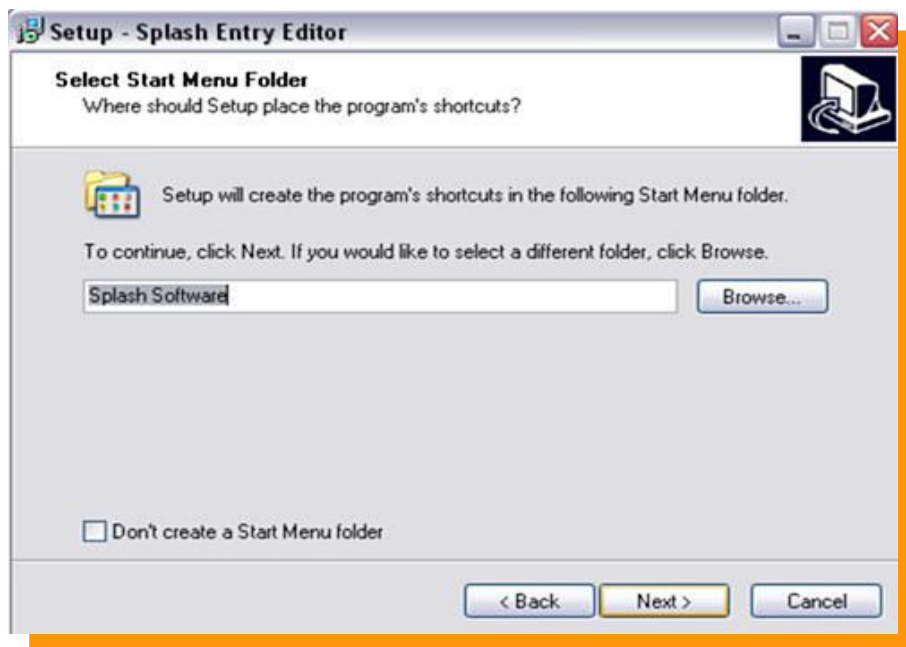 Setup - Splash Entry Editor
Select Start Menu Folder
Where should Setup place the program's shortcuts?
Setup will create the program's shortcuts in the following Start Menu folder.
To continue, click Next. If you would like to select a different folder, click Browse.
Splash Software
Browse...
Don't create a Start Menu folder
< Back
Next >
Cancel